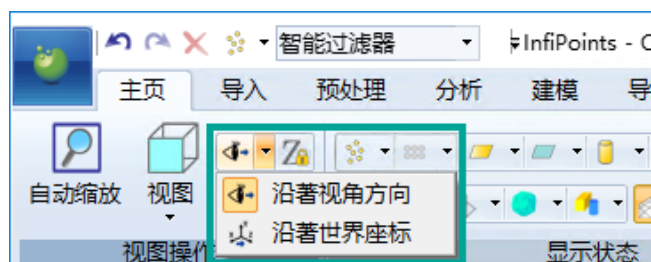 智能过滤器
InfiPoints - C
主页 导入 预处理 分析 建模 导
自动缩放 视图
沿著视角方向
沿著世界座标
视图操作 显示状态